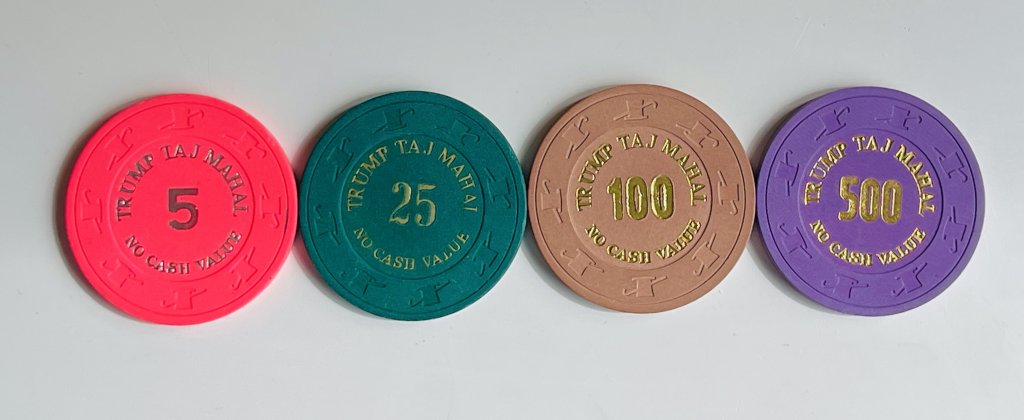 TRUMP TAJ MAHAL
5
NO CASH VALUE
TRUMP TAJ MAHAL
25
NO CASH VALUE
TRUMP TAJ MAHAL
100
NO CASH VALUE
TRUMP TAJ MAHAL
500
NO CASH VALUE